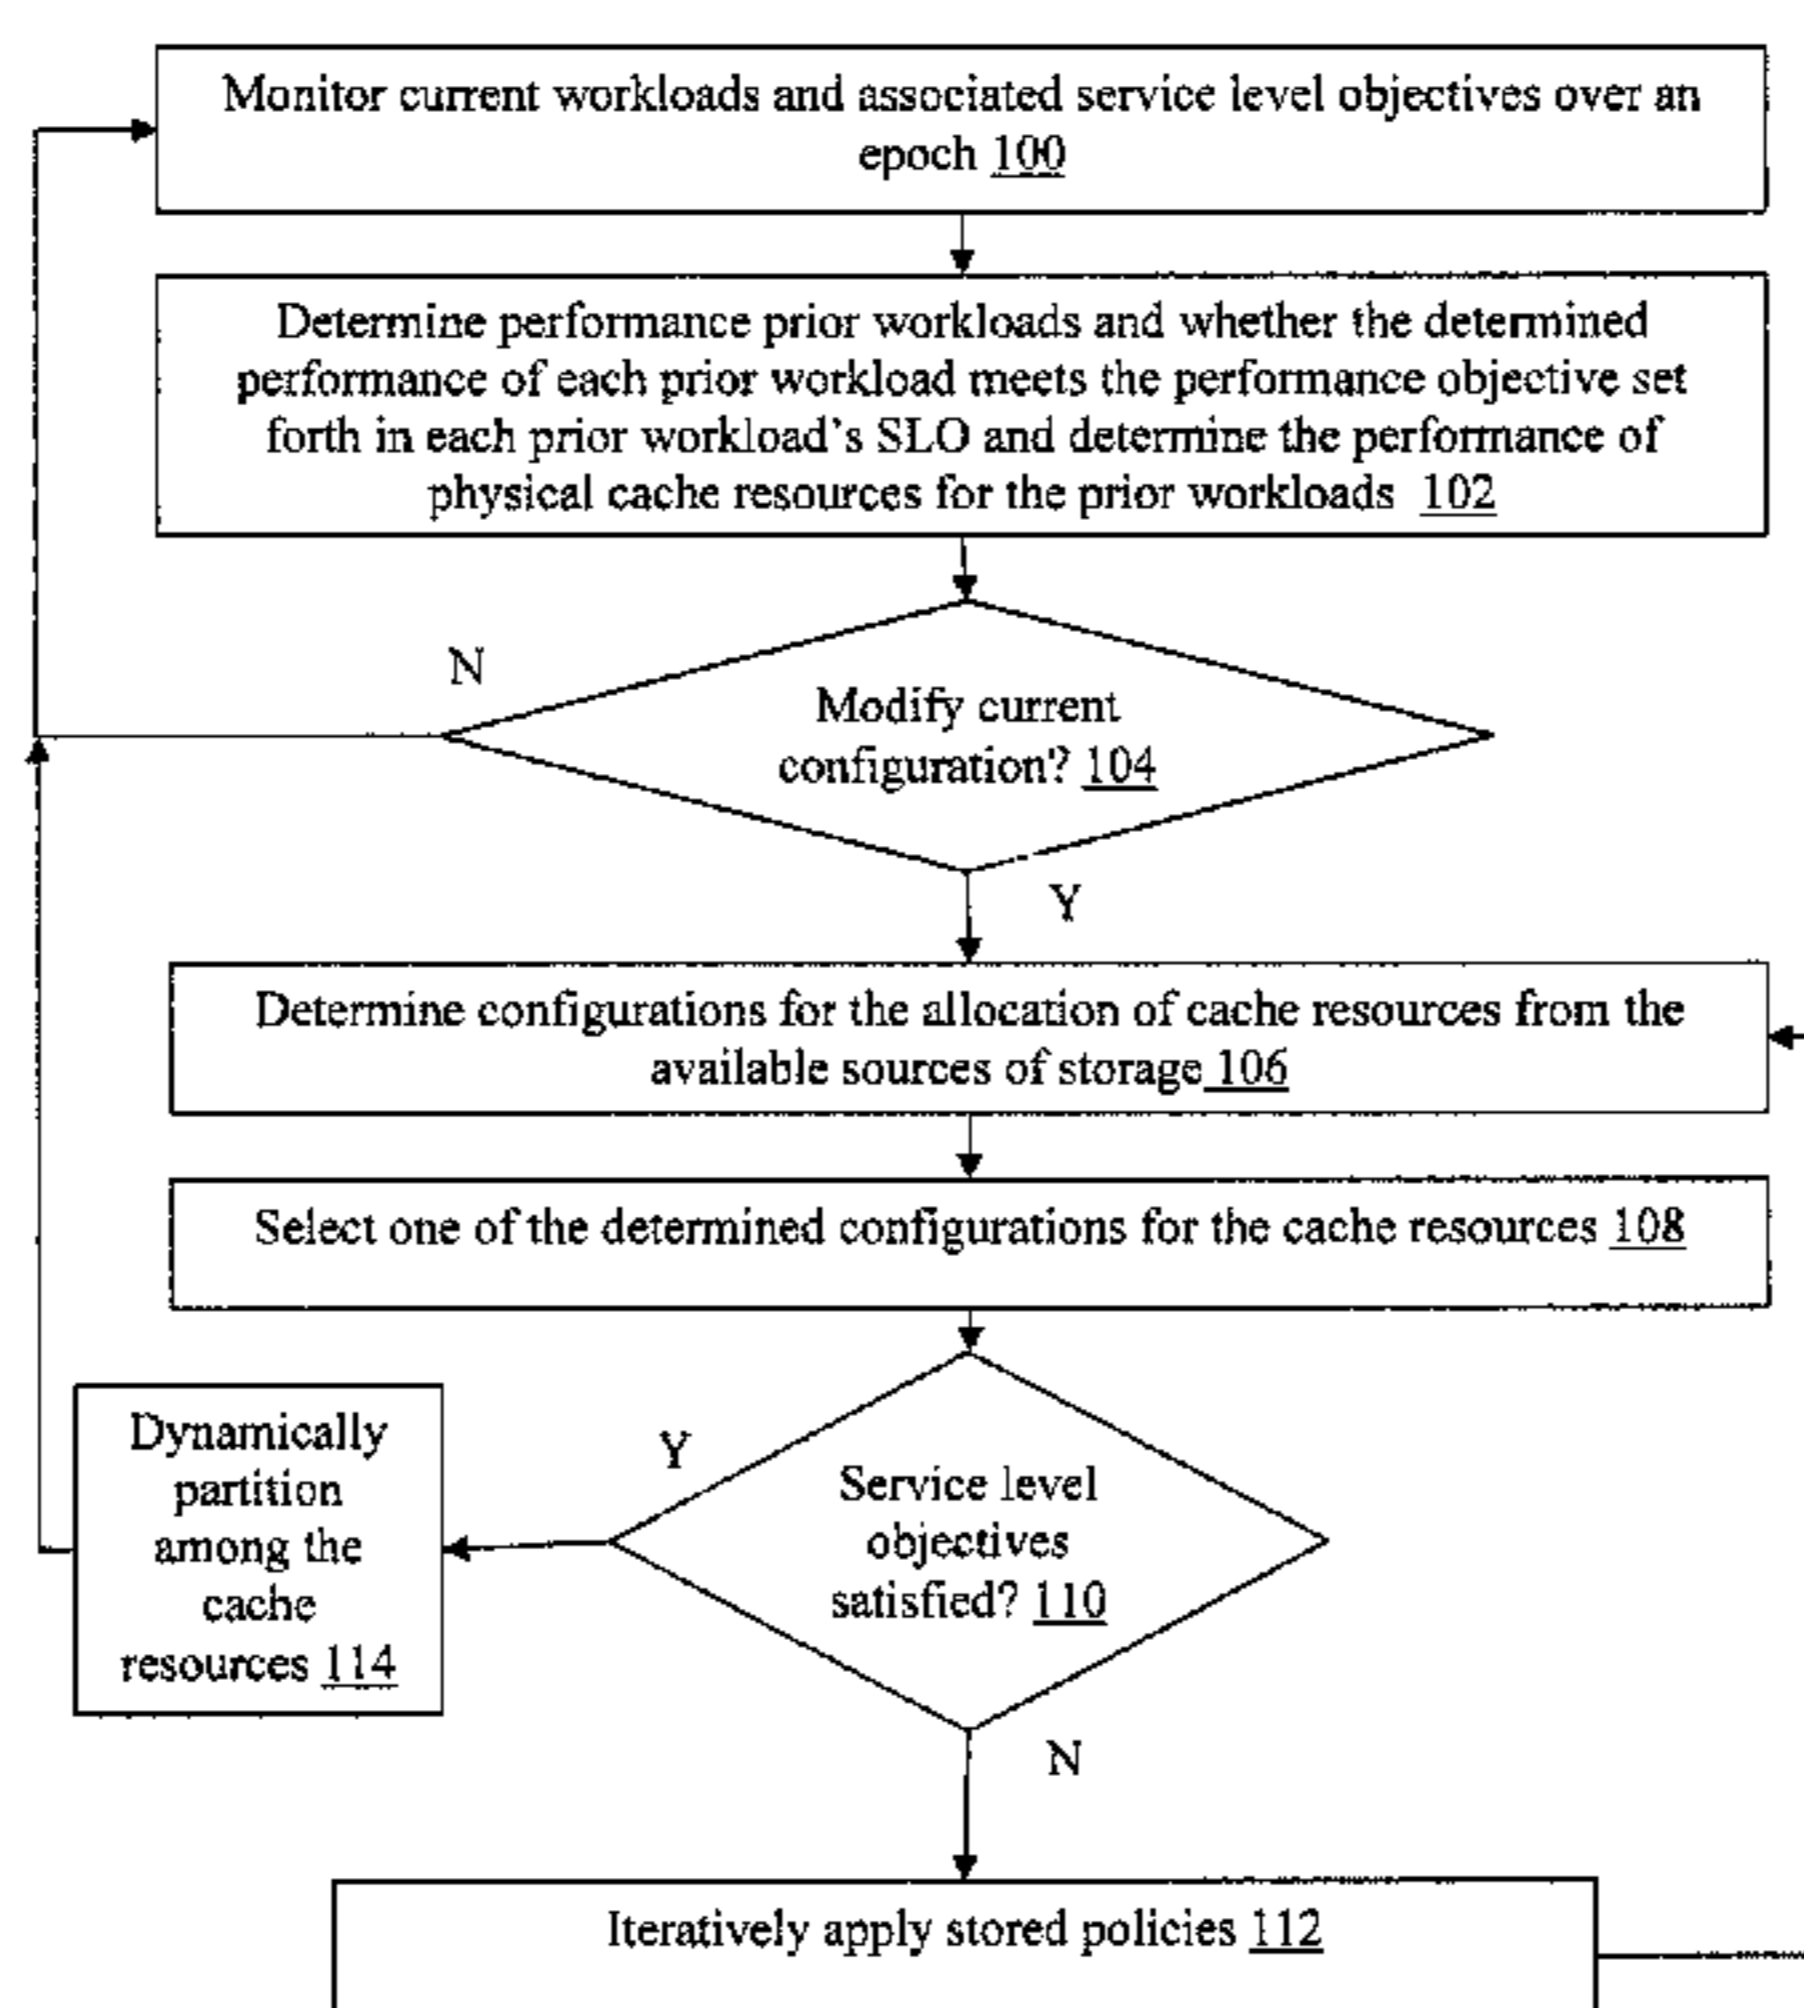 Monitor current workloads and associated service level objectives over an
epoch 100
Determine performance prior workloads and whether the determined
performance of each prior workload meets the performance objective set
forth in each prior workload's SLO and determine the performance of
physical cache resources for the prior workloads 102
N
Modify current
configuration? 104
Y
Determine configurations for the allocation of cache resources from the
available sources of storage 106
Select one of the determined configurations for the cache resources 108
Dynamically
partition
among the
cache
resources 114
Y
Service level
objectives
satisfied? 110
N
Iteratively apply stored policies 112